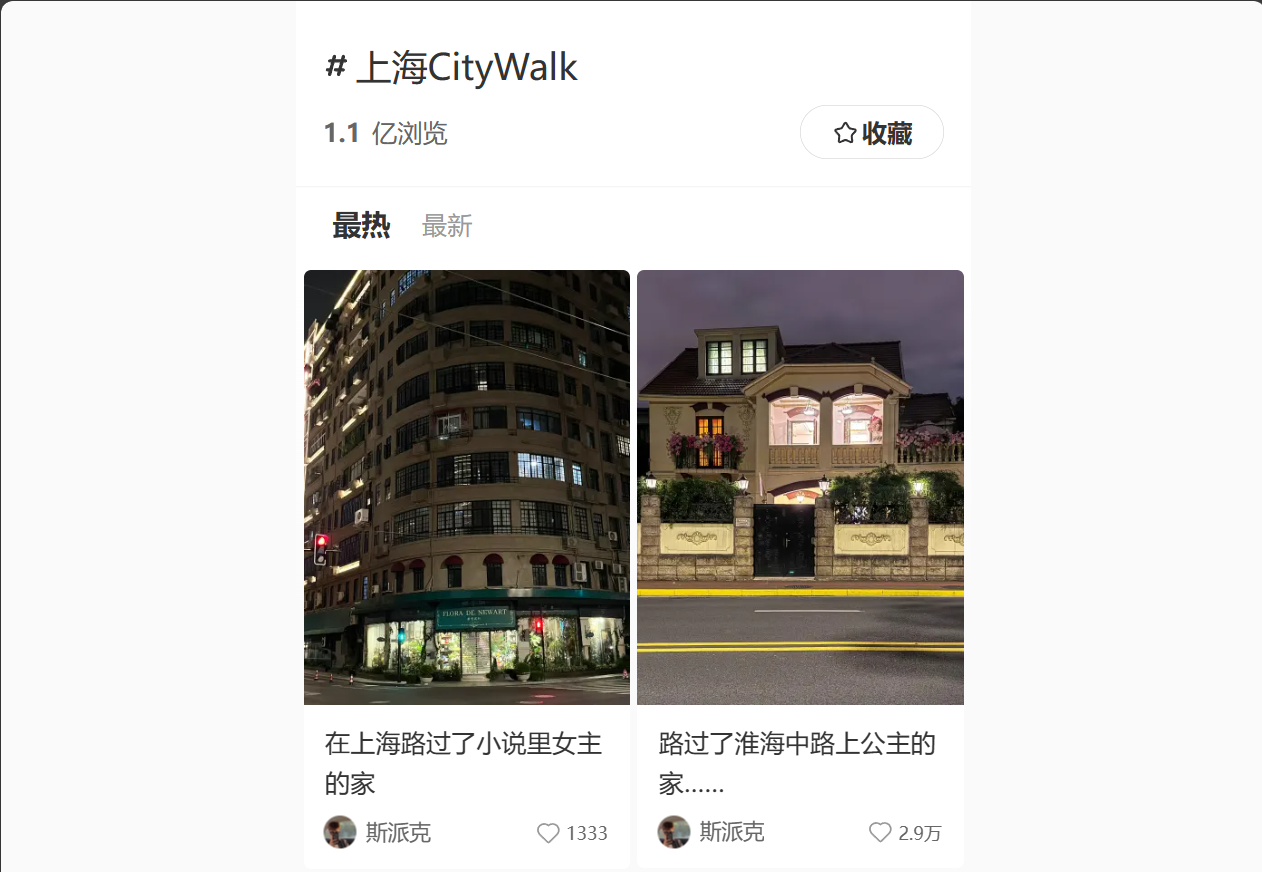 # 上海CityWalk
1.1 亿浏览
收藏
最热 最新
FLORA DE NEWART
在上海路过了小说里女主
的家
斯派克 1333
路过了淮海中路上公主的
家……
斯派克 2.9万